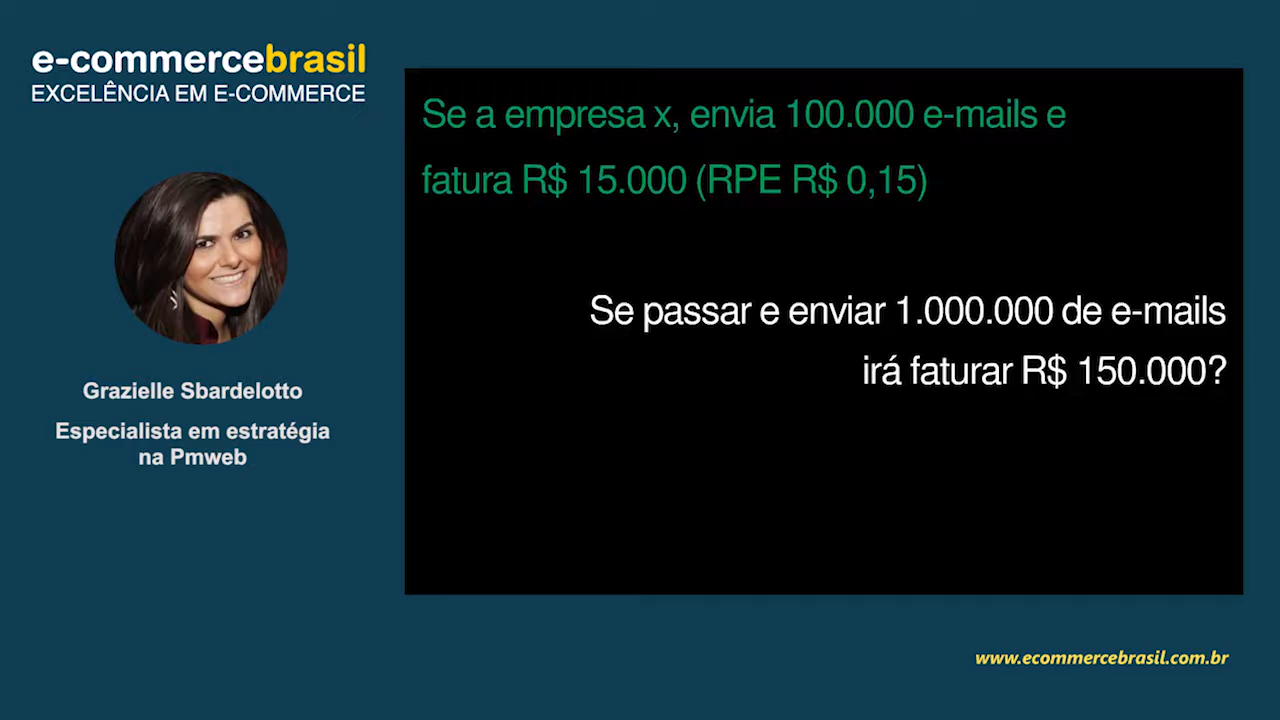 e-commercebrasil
EXCELÊNCIA EM E-COMMERCE
Grazielle Sbardelotto
Especialista em estratégia
na Pmweb
Se a empresa x, envia 100.000 e-mails e
fatura R$ 15.000 (RPE R$ 0,15)
Se passar e enviar 1.000.000 de e-mails
irá faturar R$ 150.000?
www.ecommercebrasil.com.br